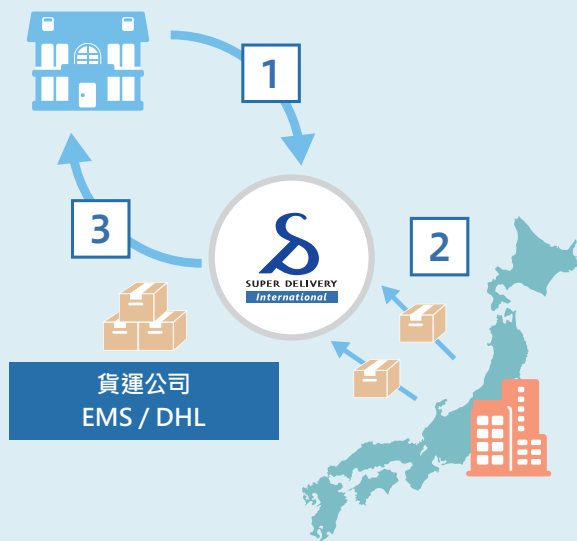 1
3
2
SUPER DELIVERY
International
貨運公司
EMS / DHL